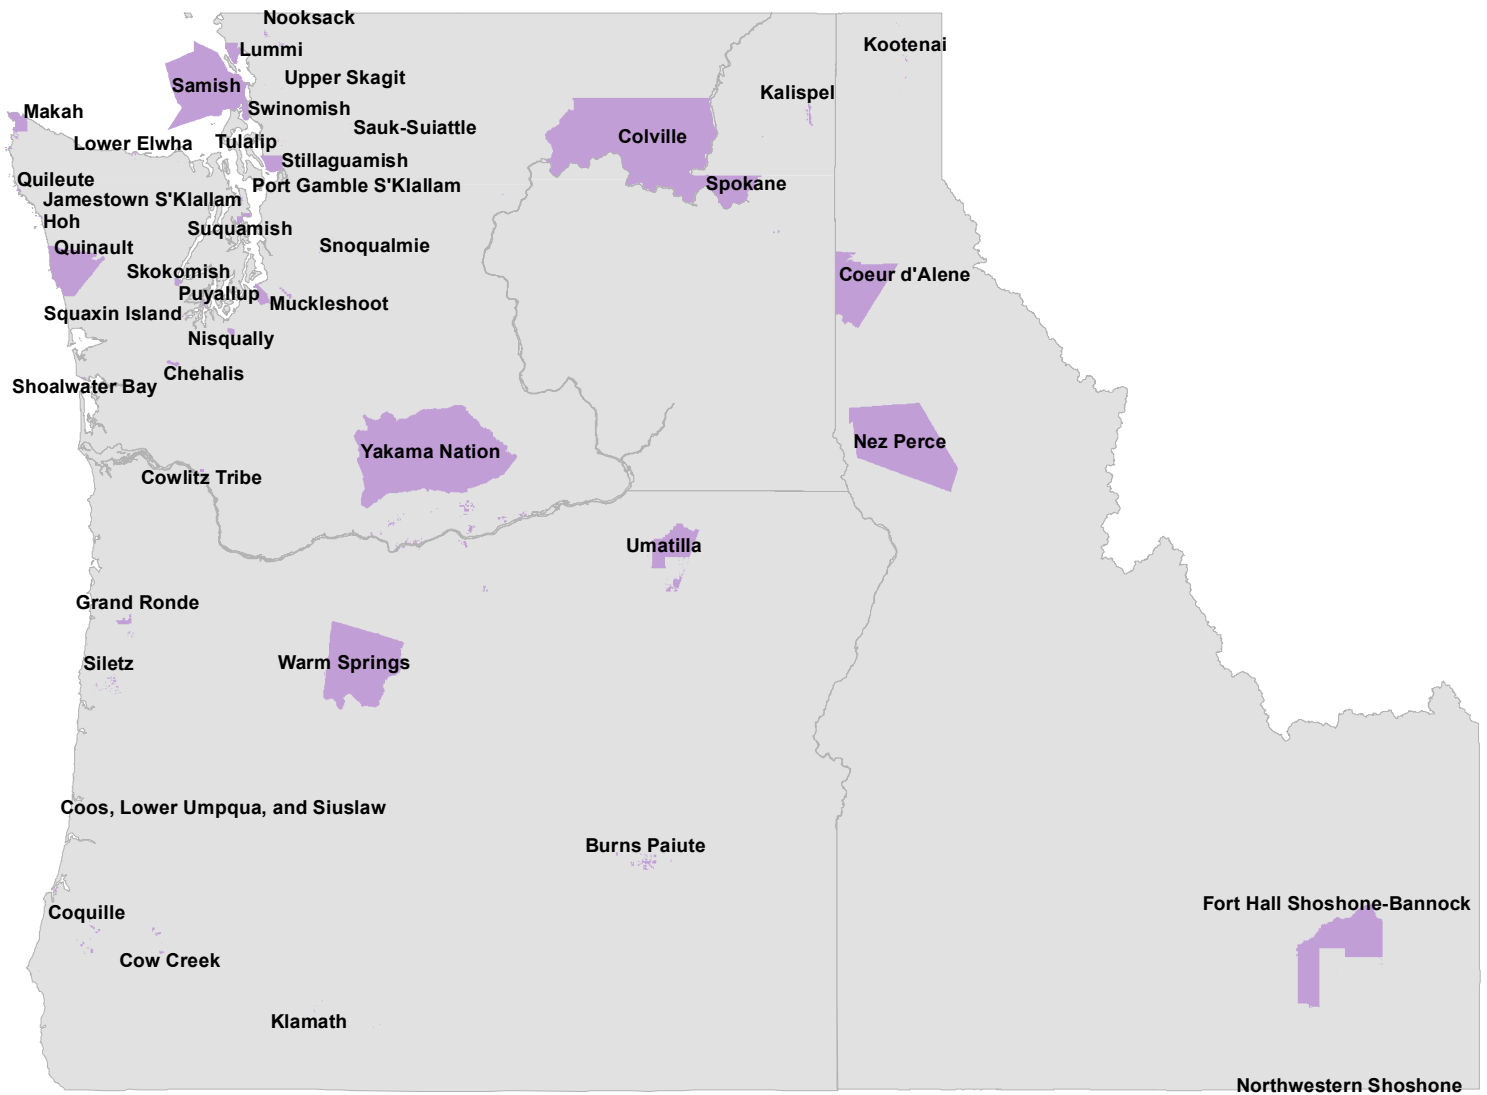 Nooksack
Kootenai
Lummi
Upper Skagit
Samish
Kalispel
Makah
Swinomish
Sauk-Suiattle
Colville
Lower Elwha
Tulalip
Stillaguamish
Quileute
Port Gamble S'Klallam
Spokane
Jamestown S'Klallam
Hoh
Suquamish
Quinault
Snoqualmie
Skokomish
Coeur d'Alene
Puyallup
Muckleshoot
Squaxin Island
Nisqually
Chehalis
Shoalwater Bay
Nez Perce
Yakama Nation
Cowlitz Tribe
Umatilla
Grand Ronde
Siletz
Warm Springs
Coos, Lower Umpqua, and Siuslaw
Burns Paiute
Fort Hall Shoshone-Bannock
Coquille
Cow Creek
Klamath
Northwestern Shoshone